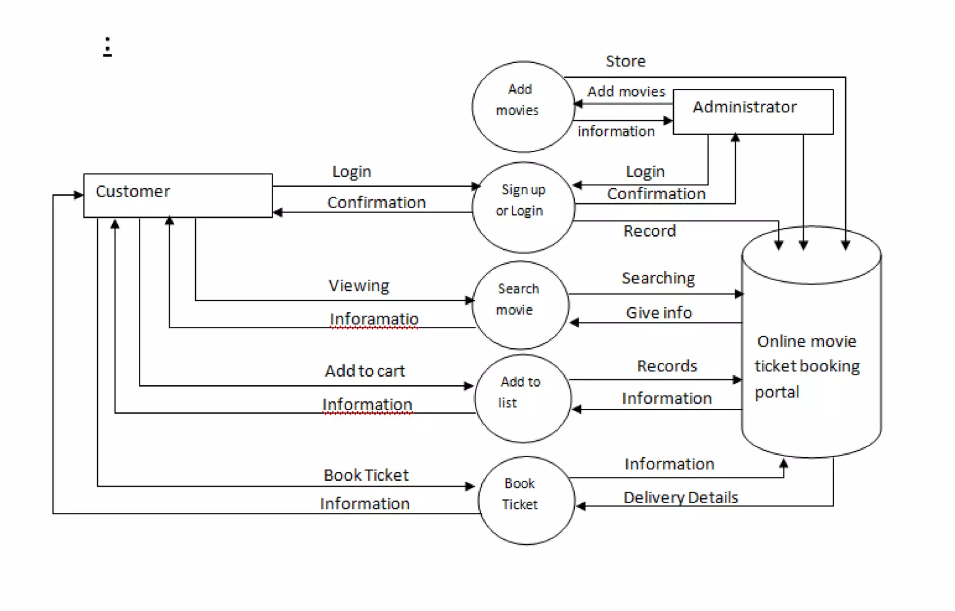 :
Store
Add
movies
Add movies
information
Administrator
Login
Confirmation
Customer
Login
Confirmation
Sign up
or Login
Record
Viewing
Inforamatio
Search
movie
Searching
Give info
Online movie
ticket booking
portal
Add to cart
Information
Add to
list
Records
Information
Book Ticket
Information
Book
Ticket
Information
Delivery Details